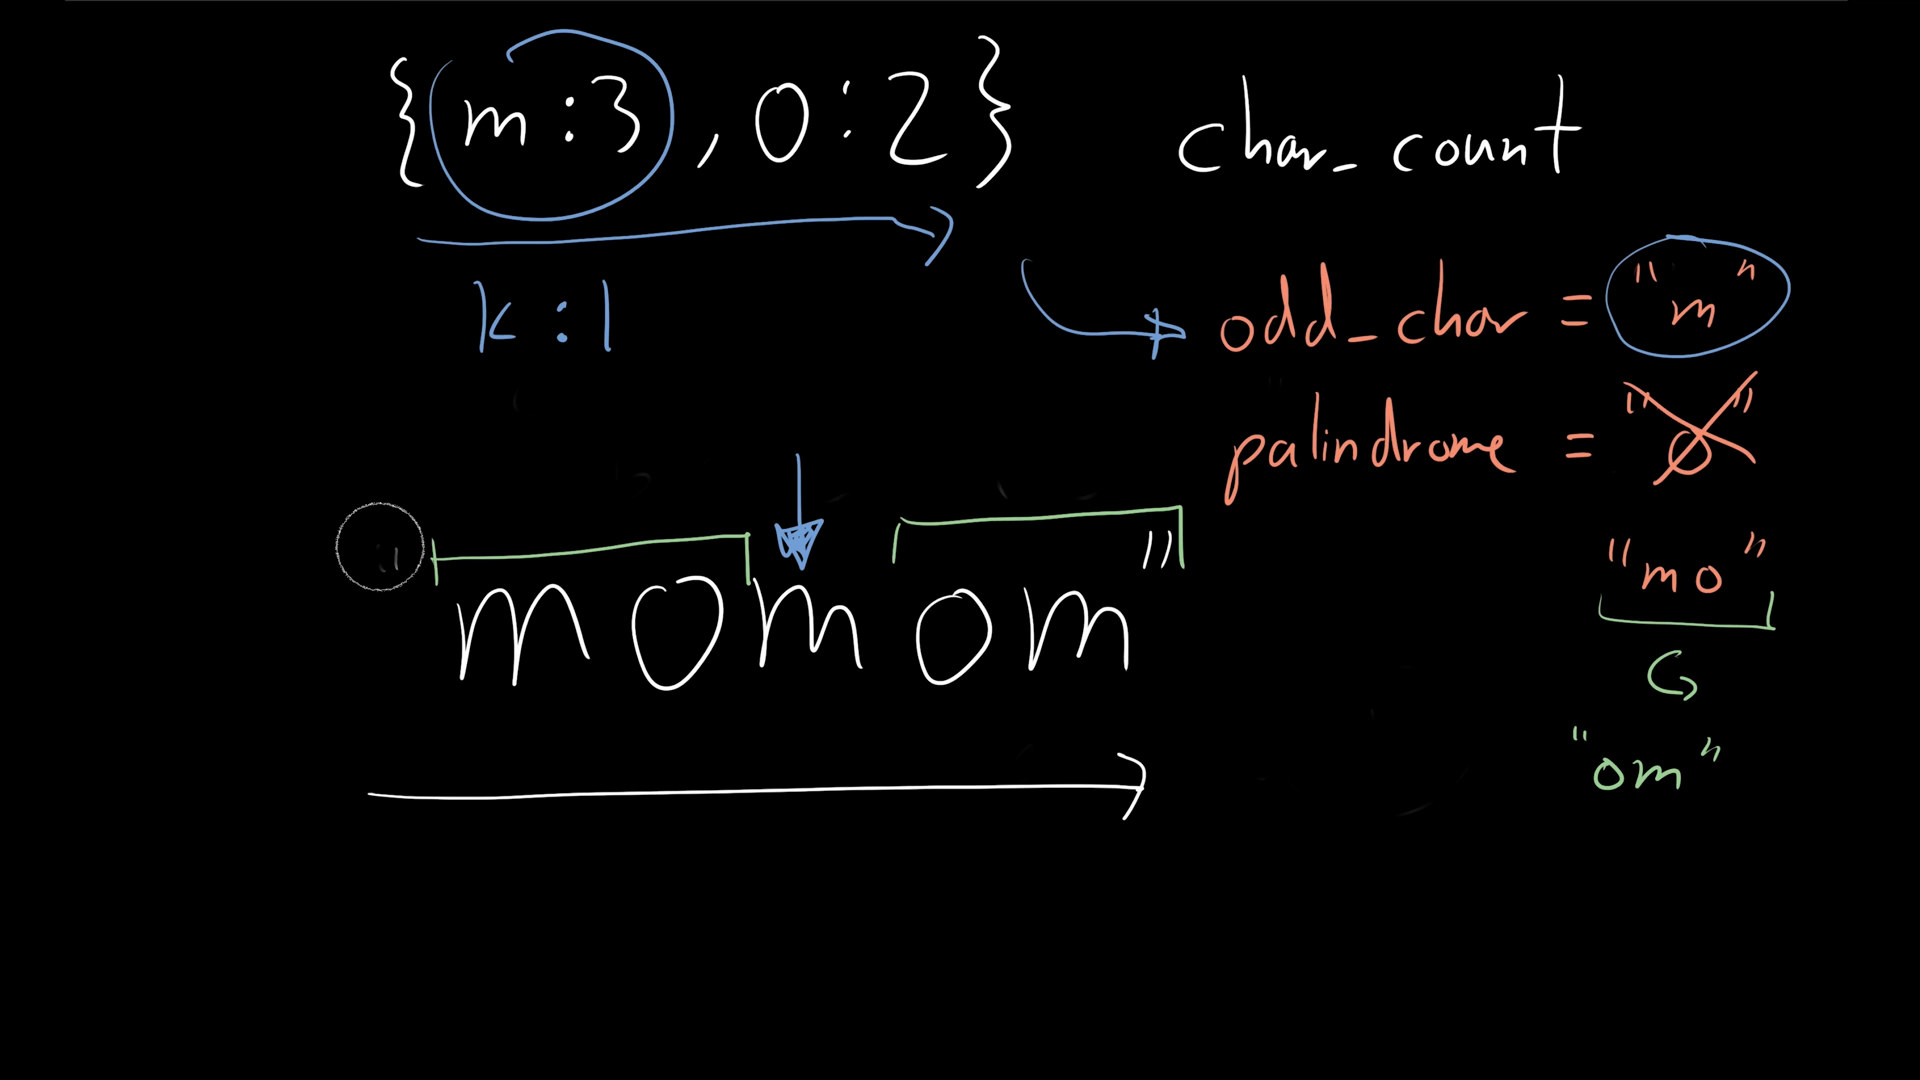 {m:3, o:2} char_count
k:1
odd_char = "m"
palindrome = "o"
"mo"
"momom"
"om"